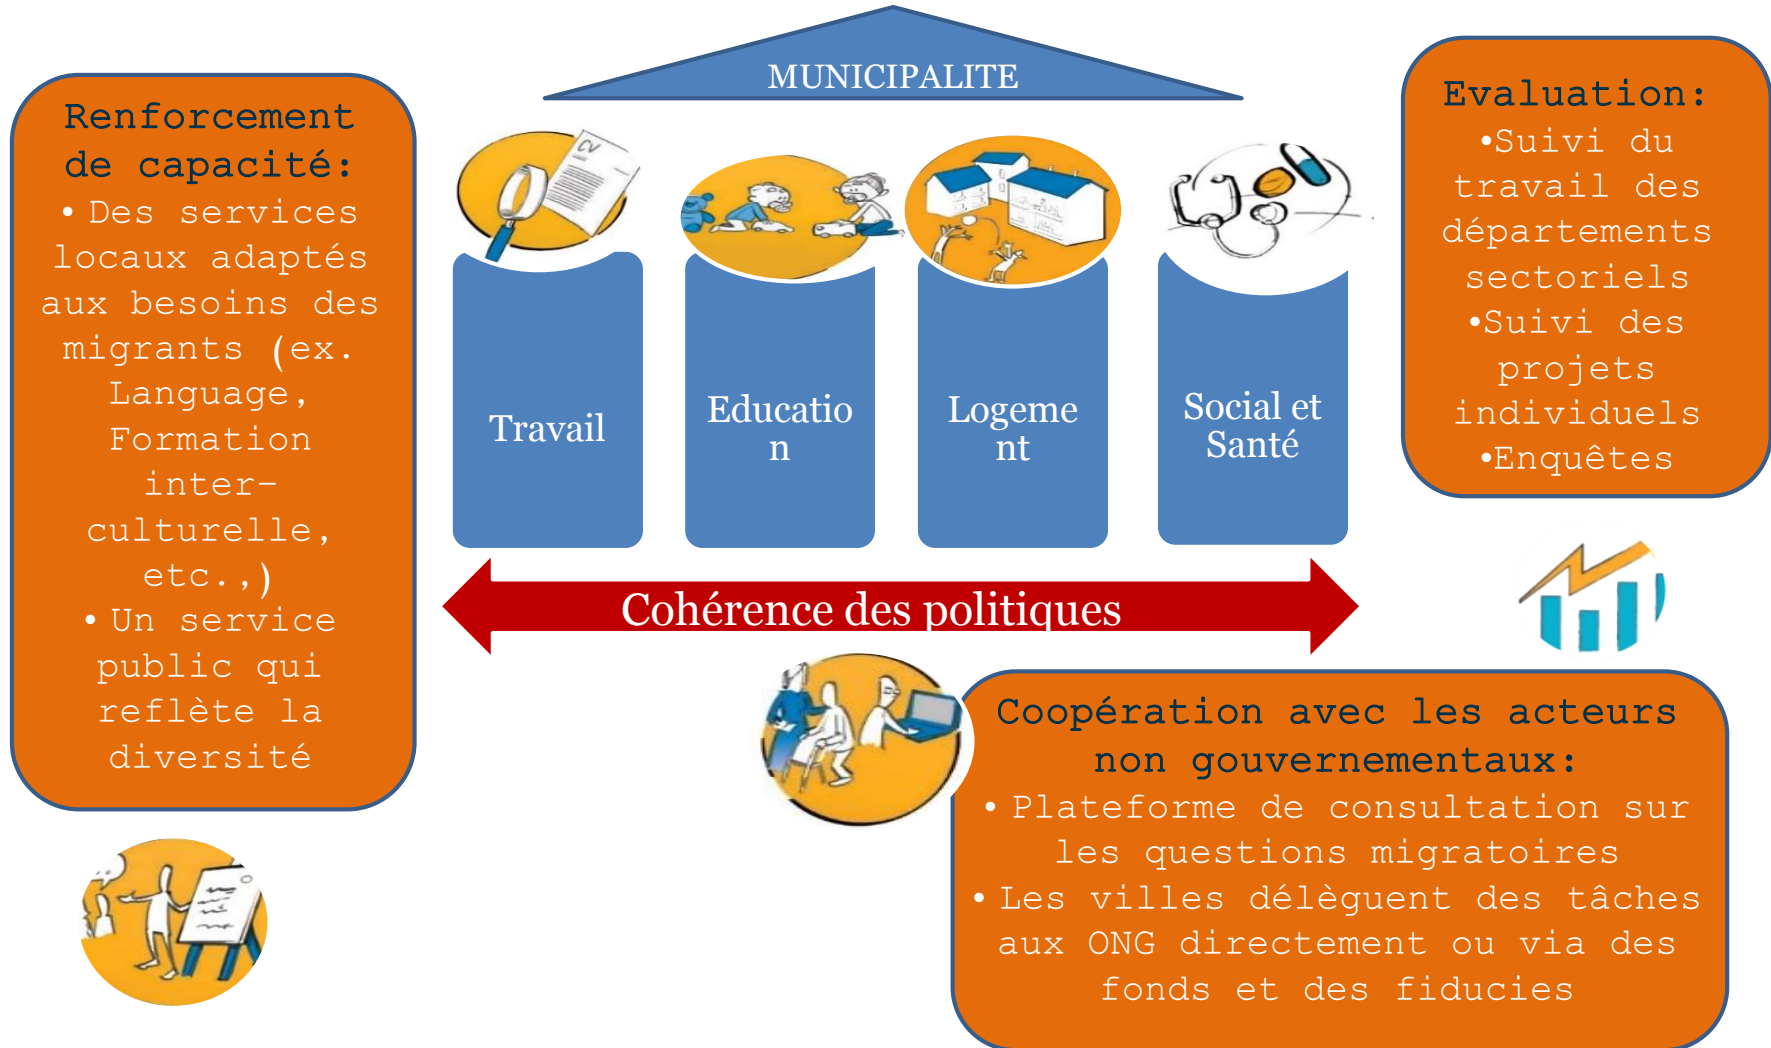 MUNICIPALITE
Renforcement
de capacité:
• Des services
locaux adaptés
aux besoins des
migrants (ex.
Language,
Formation
inter-
culturelle,
etc.,)
• Un service
public qui
reflète la
diversité
CV
Travail
Educatio
n
Logeme
nt
Social et
Santé
Cohérence des politiques
Evaluation:
•Suivi du
travail des
départements
sectoriels
•Suivi des
projets
individuels
•Enquêtes
Coopération avec les acteurs
non gouvernementaux:
• Plateforme de consultation sur
les questions migratoires
• Les villes délèguent des tâches
aux ONG directement ou via des
fonds et des fiducies